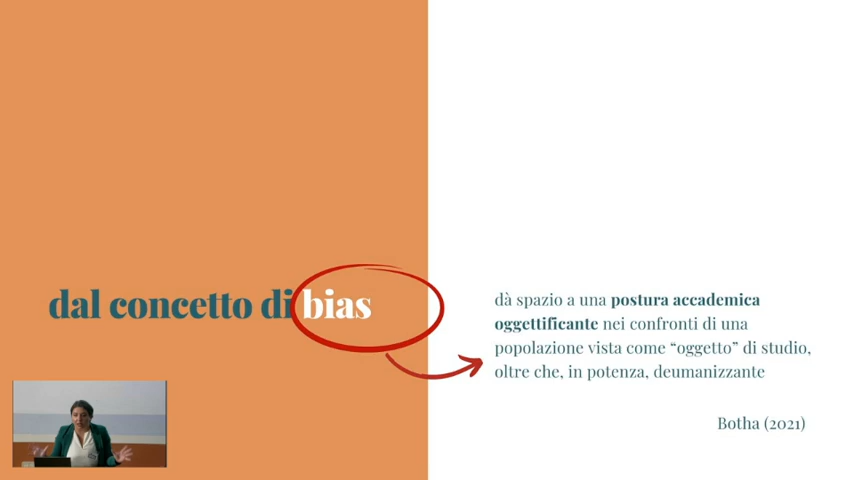 dal concetto di bias
dà spazio a una postura accademica
oggettificante nei confronti di una
popolazione vista come “oggetto” di studio,
oltre che, in potenza, deumanizzante
Botha (2021)